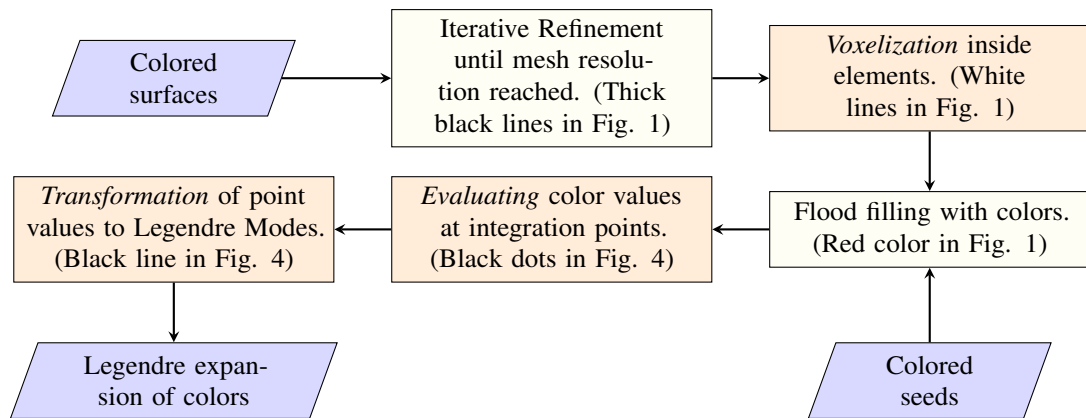 Colored
surfaces
Iterative Refinement
until mesh resolu-
tion reached. (Thick
black lines in Fig. 1)
Voxelization inside
elements. (White
lines in Fig. 1)
Flood filling with colors.
(Red color in Fig. 1)
Evaluating color values
at integration points.
(Black dots in Fig. 4)
Transformation of point
values to Legendre Modes.
(Black line in Fig. 4)
Legendre expan-
sion of colors
Colored
seeds